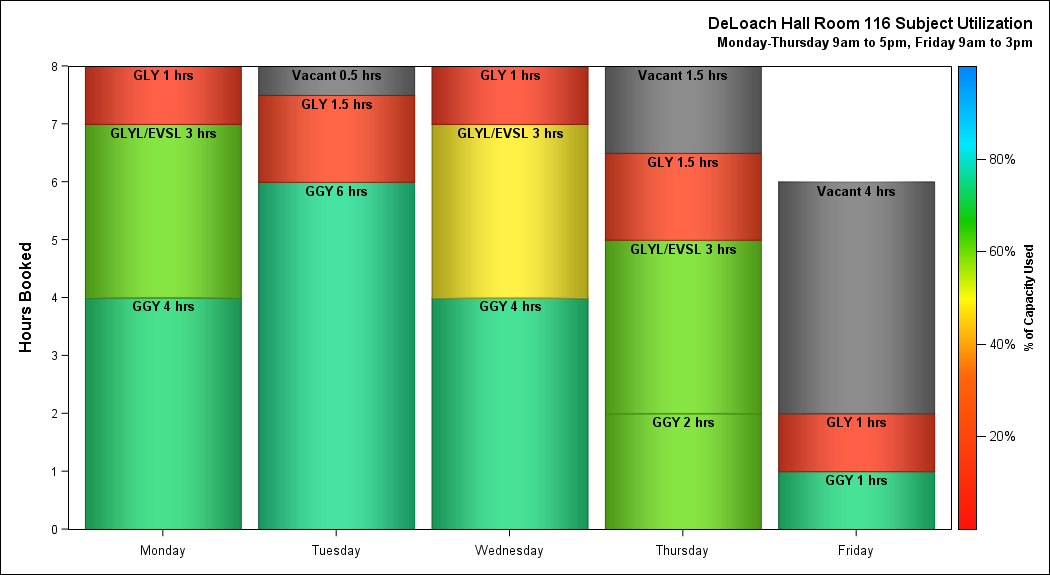 DeLoach Hall Room 116 Subject Utilization
Monday-Thursday 9am to 5pm, Friday 9am to 3pm
Hours Booked
8
7
6
5
4
3
2
1
0
GLY 1 hrs
GLYL/EVSL 3 hrs
GGY 4 hrs
Vacant 0.5 hrs
GLY 1.5 hrs
GGY 6 hrs
GLY 1 hrs
GLYL/EVSL 3 hrs
GGY 4 hrs
Vacant 1.5 hrs
GLY 1.5 hrs
GLYL/EVSL 3 hrs
GGY 2 hrs
Vacant 4 hrs
GLY 1 hrs
GGY 1 hrs
Monday
Tuesday
Wednesday
Thursday
Friday
80%
60%
40%
20%
% of Capacity Used